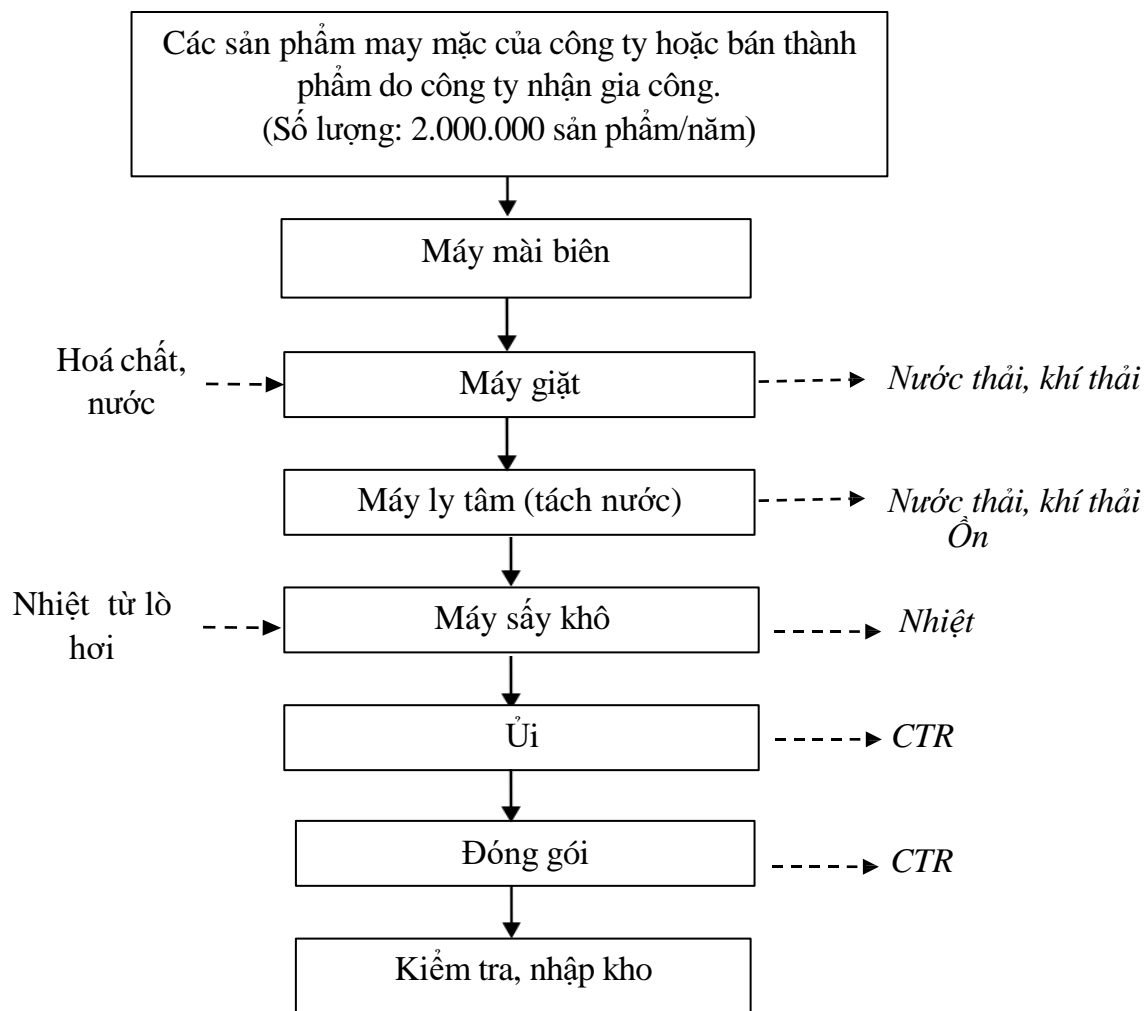 Các sản phẩm may mặc của công ty hoặc bán thành
phẩm do công ty nhận gia công.
(Số lượng: 2.000.000 sản phẩm/năm)
Máy mài biên
Hoá chất,
nước
Máy giặt
Nước thải, khí thải
Máy ly tâm (tách nước)
Nước thải, khí thải
Ồn
Nhiệt từ lò
hơi
Máy sấy khô
Nhiệt
Ủi
CTR
Đóng gói
CTR
Kiểm tra, nhập kho